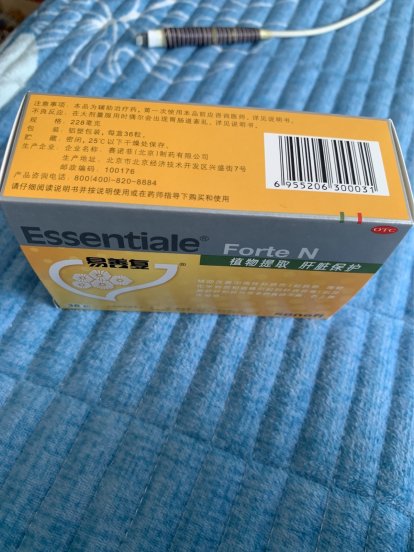 注意事项：本品为辅助治疗药，第一次使用本品前应咨询医师。详见说明书。
不良反应：在大剂量服用时偶尔会出现胃肠道紊乱。详见说明书。
规　　格：228毫克
包　　装：铝塑包装，每盒36粒。
贮　　藏：密闭，25℃以下干燥处保存。
生产企业：企业名称：赛诺菲(北京)制药有限公司
生产地址：北京市北京经济技术开发区兴盛街7号
邮政编码：100176
产品咨询电话：800(400)-820-8884
请仔细阅读说明书并按说明使用或在药师指导下购买和使用
6 955206 300031
OTC
Essentiale® Forte N
植物提取 肝脏保护
易善复®
36